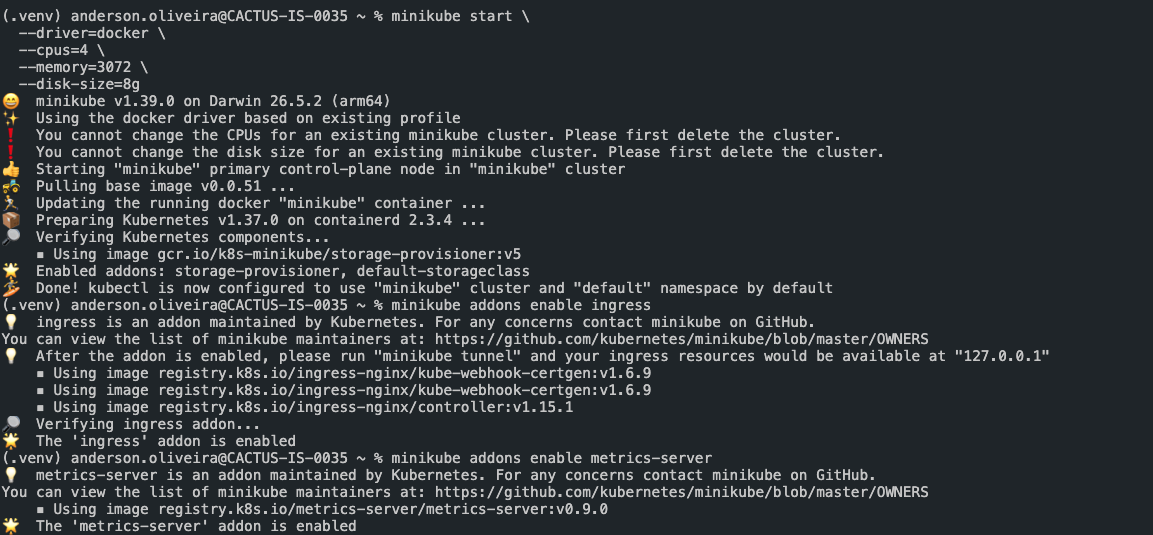 (.venv) anderson.oliveira@CACTUS-IS-0035 ~ % minikube start \
  --driver=docker \
  --cpus=4 \
  --memory=3072 \
  --disk-size=8g
😄  minikube v1.39.0 on Darwin 26.5.2 (arm64)
✨  Using the docker driver based on existing profile
❗  You cannot change the CPUs for an existing minikube cluster. Please first delete the cluster.
❗  You cannot change the disk size for an existing minikube cluster. Please first delete the cluster.
👍  Starting "minikube" primary control-plane node in "minikube" cluster
🚜  Pulling base image v0.0.51 ...
🏃  Updating the running docker "minikube" container ...
📦  Preparing Kubernetes v1.37.0 on containerd 2.3.4 ...
🔎  Verifying Kubernetes components...
    ▪ Using image gcr.io/k8s-minikube/storage-provisioner:v5
🌟  Enabled addons: storage-provisioner, default-storageclass
🏄  Done! kubectl is now configured to use "minikube" cluster and "default" namespace by default
(.venv) anderson.oliveira@CACTUS-IS-0035 ~ % minikube addons enable ingress
💡  ingress is an addon maintained by Kubernetes. For any concerns contact minikube on GitHub.
You can view the list of minikube maintainers at: https://github.com/kubernetes/minikube/blob/master/OWNERS
💡  After the addon is enabled, please run "minikube tunnel" and your ingress resources would be available at "127.0.0.1"
    ▪ Using image registry.k8s.io/ingress-nginx/kube-webhook-certgen:v1.6.9
    ▪ Using image registry.k8s.io/ingress-nginx/kube-webhook-certgen:v1.6.9
    ▪ Using image registry.k8s.io/ingress-nginx/controller:v1.15.1
🔎  Verifying ingress addon...
🌟  The 'ingress' addon is enabled
(.venv) anderson.oliveira@CACTUS-IS-0035 ~ % minikube addons enable metrics-server
💡  metrics-server is an addon maintained by Kubernetes. For any concerns contact minikube on GitHub.
You can view the list of minikube maintainers at: https://github.com/kubernetes/minikube/blob/master/OWNERS
    ▪ Using image registry.k8s.io/metrics-server/metrics-server:v0.9.0
🌟  The 'metrics-server' addon is enabled